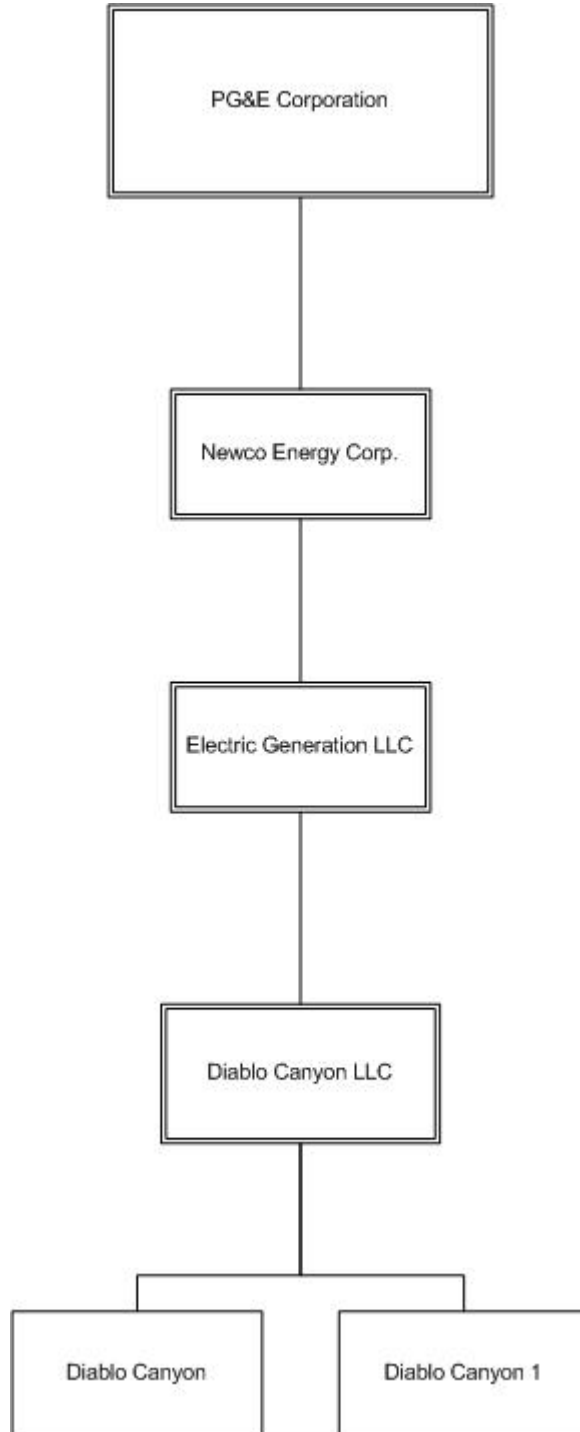 PG&E Corporation
Newco Energy Corp.
Electric Generation LLC
Diablo Canyon LLC
Diablo Canyon
Diablo Canyon 1